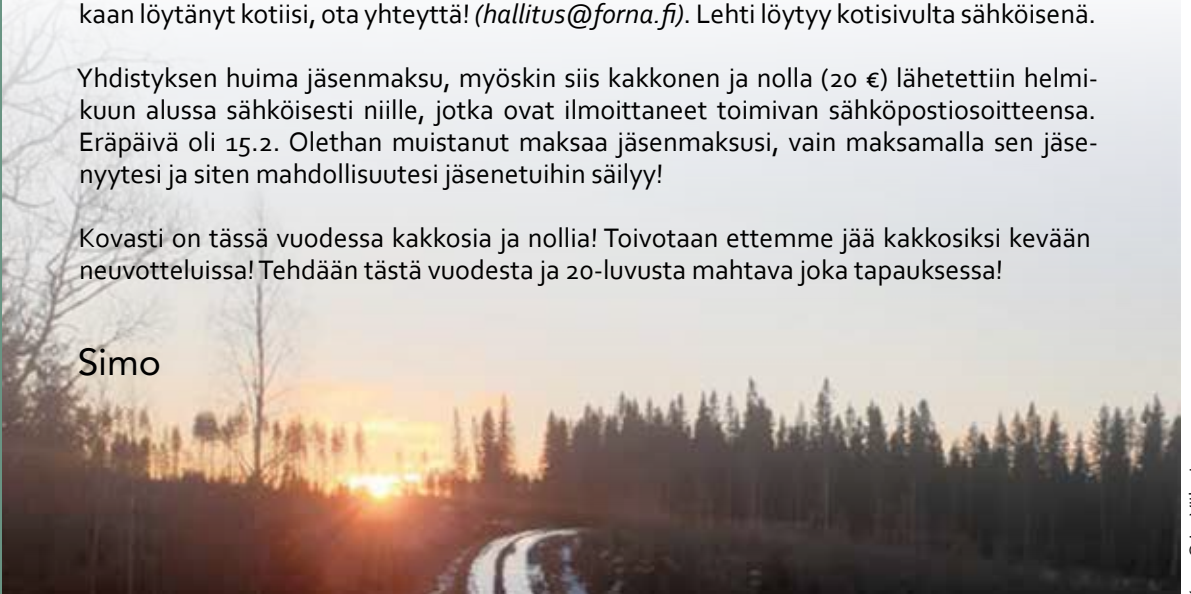 kaan löytänyt kotiisi, ota yhteyttä! (hallitus@forna.fi). Lehti löytyy kotisivulta sähköisenä.
Yhdistyksen huima jäsenmaksu, myöskin siis kakkonen ja nolla (20 €) lähetettiin helmi-
kuun alussa sähköisesti niille, jotka ovat ilmoittaneet toimivan sähköpostiosoitteensa.
Eräpäivä oli 15.2. Olethan muistanut maksaa jäsenmaksusi, vain maksamalla sen jäse-
nyytesi ja siten mahdollisuutesi jäsenetuihin säilyy!
Kovasti on tässä vuodessa kakkosia ja nollia! Toivotaan ettemme jää kakkosiksi kevään
neuvotteluissa! Tehdään tästä vuodesta ja 20-luvusta mahtava joka tapauksessa!
Simo